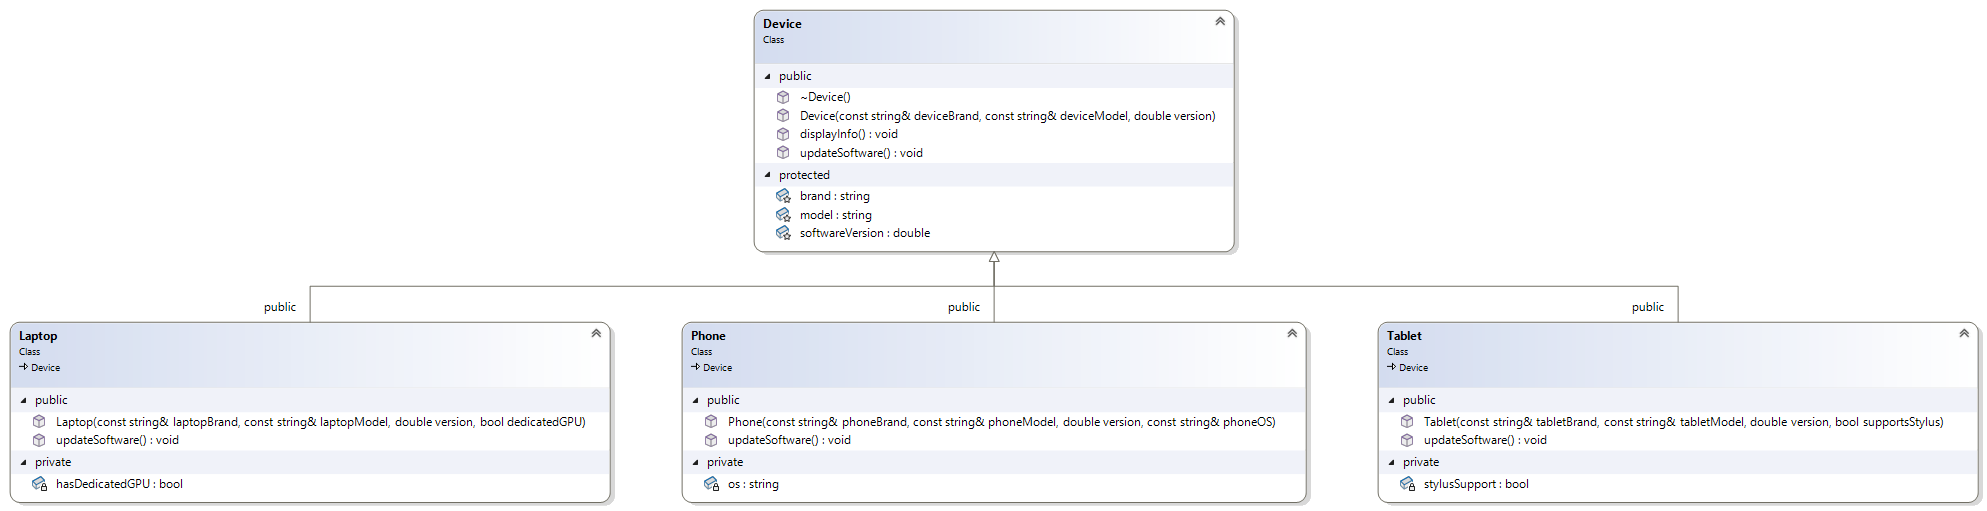 Device
Class
public
~Device()
Device(const string& deviceBrand, const string& deviceModel, double version)
displayInfo() : void
updateSoftware() : void
protected
brand : string
model : string
softwareVersion : double
public
public
public
Laptop
Class
Device
public
Laptop(const string& laptopBrand, const string& laptopModel, double version, bool dedicatedGPU)
updateSoftware() : void
private
hasDedicatedGPU : bool
Phone
Class
Device
public
Phone(const string& phoneBrand, const string& phoneModel, double version, const string& phoneOS)
updateSoftware() : void
private
os : string
Tablet
Class
Device
public
Tablet(const string& tabletBrand, const string& tabletModel, double version, bool supportsStylus)
updateSoftware() : void
private
stylusSupport : bool